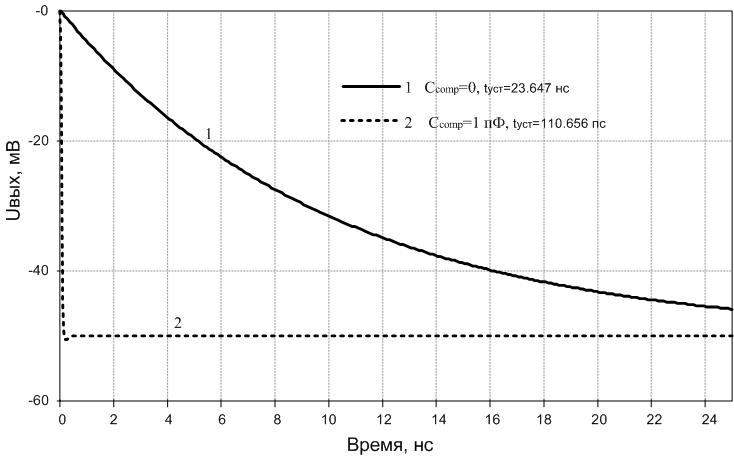 -0
-20
-40
-60
Uвых, мВ
1 Ccomp=0, tуст=23.647 нс
2 Ccomp=1 пФ, tуст=110.656 пс
1
2
0 2 4 6 8 10 12 14 16 18 20 22 24
Время, нс